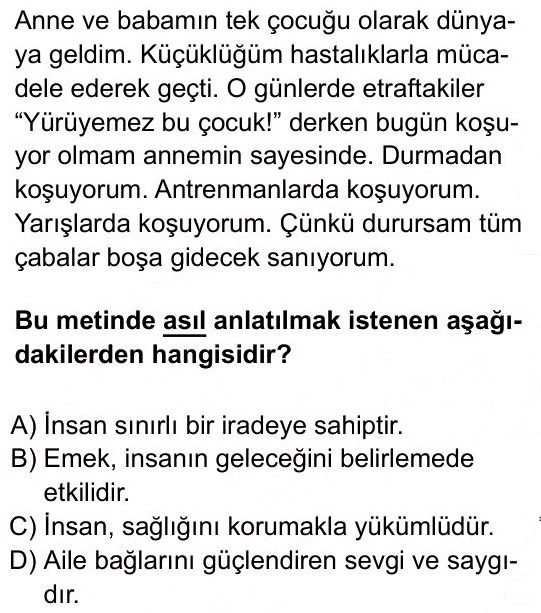 Anne ve babamın tek çocuğu olarak dünya-
ya geldim. Küçüklüğüm hastalıklarla müca-
dele ederek geçti. O günlerde etraftakiler
“Yürüyemez bu çocuk!” derken bugün koşu-
yor olmam annemin sayesinde. Durmadan
koşuyorum. Antrenmanlarda koşuyorum.
Yarışlarda koşuyorum. Çünkü durursam tüm
çabalar boşa gidecek sanıyorum.
Bu metinde asıl anlatılmak istenen aşağı-
dakilerden hangisidir?
A) İnsan sınırlı bir iradeye sahiptir.
B) Emek, insanın geleceğini belirlemede
etkilidir.
C) İnsan, sağlığını korumakla yükümlüdür.
D) Aile bağlarını güçlendiren sevgi ve saygı-
dır.